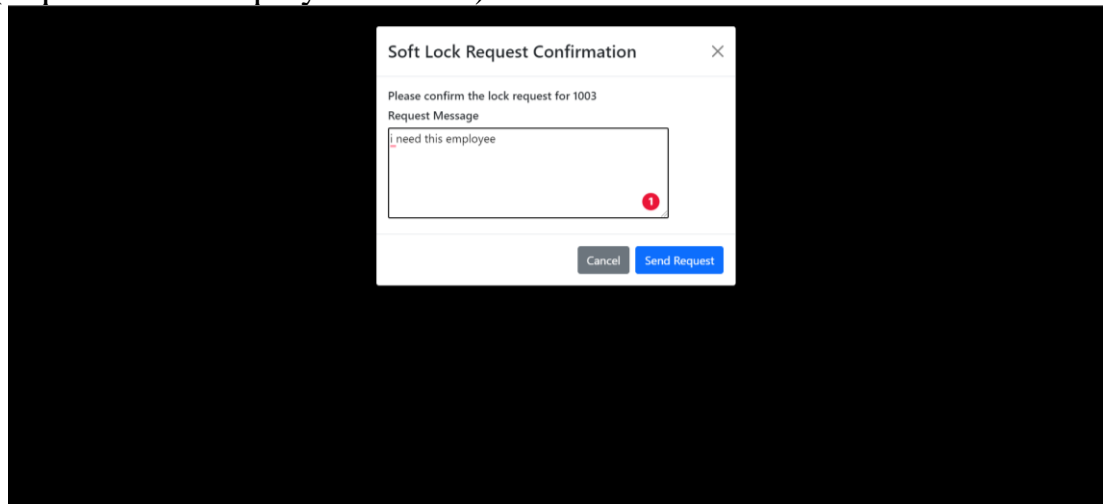 Soft Lock Request Confirmation
Please confirm the lock request for 1003
Request Message
i need this employee
1
Cancel
Send Request